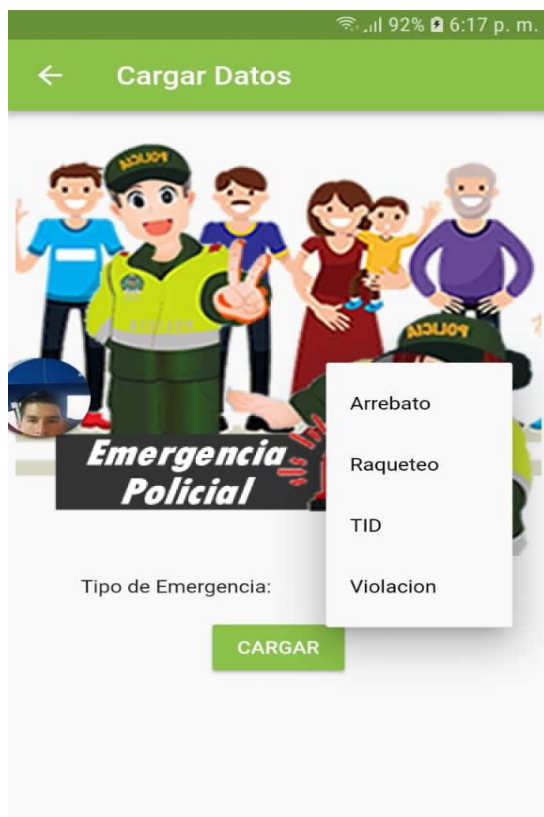 92% 6:17 p. m.
Cargar Datos
POLICIA
POLICIA
Emergencia
Policial
Arrebato
Raqueteo
TID
Violacion
Tipo de Emergencia:
CARGAR